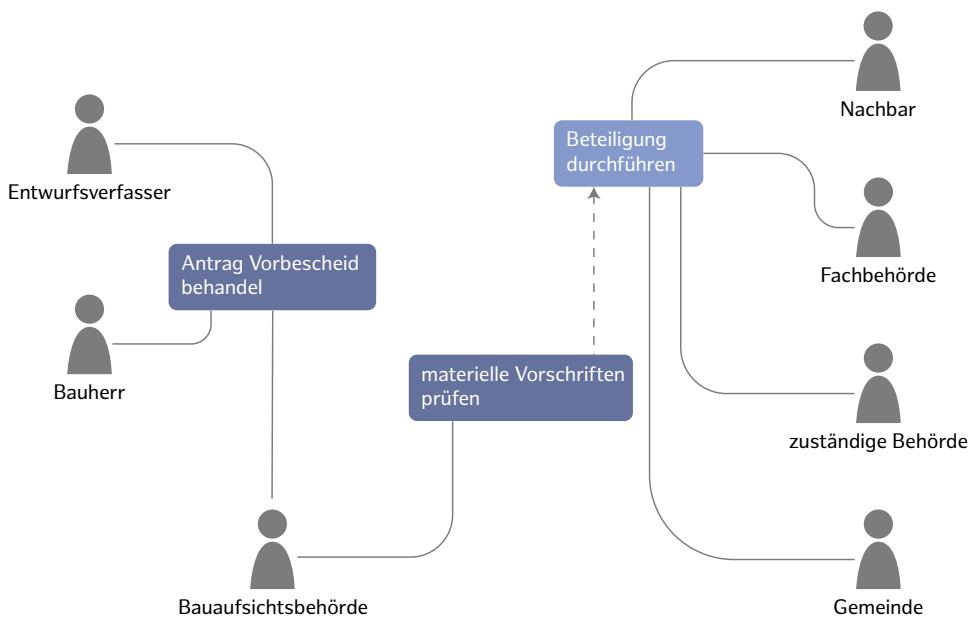 Nachbar
Entwurfsverfasser
Beteiligung
durchführen
Antrag Vorbescheid
behandel
Fachbehörde
Bauherr
materielle Vorschriften
prüfen
zuständige Behörde
Bauaufsichtsbehörde
Gemeinde